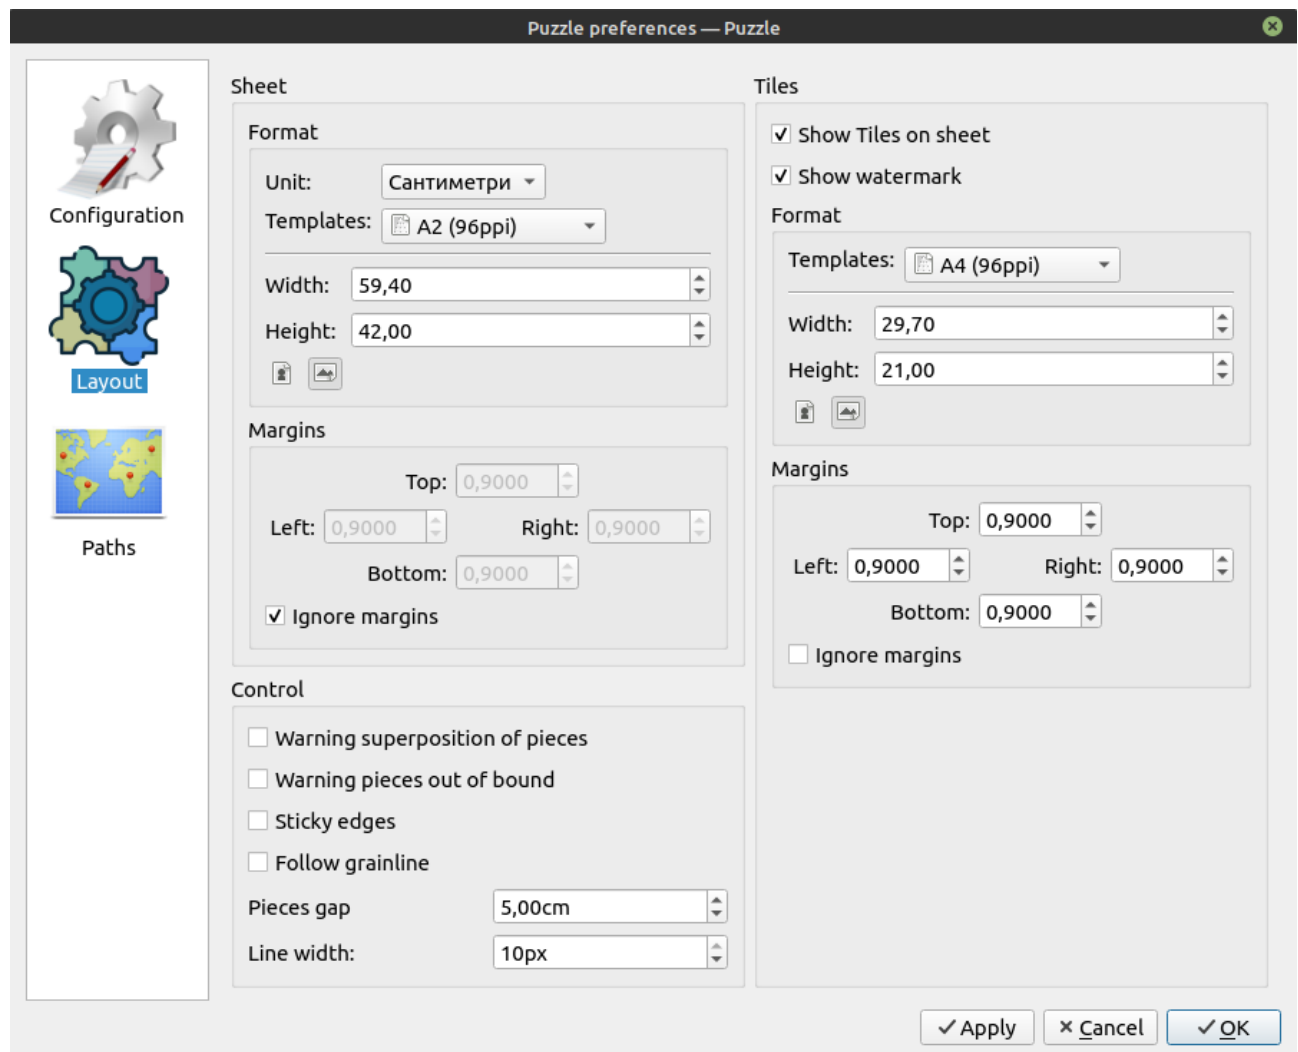 Puzzle preferences — Puzzle
Configuration
Layout
Paths
Sheet
Format
Unit: Сантиметри
Templates: A2 (96ppi)
Width: 59,40
Height: 42,00
Margins
Top: 0,9000
Left: 0,9000 Right: 0,9000
Bottom: 0,9000
Ignore margins
Control
Warning superposition of pieces
Warning pieces out of bound
Sticky edges
Follow grainline
Pieces gap 5,00cm
Line width: 10px
Tiles
Show Tiles on sheet
Show watermark
Format
Templates: A4 (96ppi)
Width: 29,70
Height: 21,00
Margins
Top: 0,9000
Left: 0,9000 Right: 0,9000
Bottom: 0,9000
Ignore margins
Apply Cancel OK